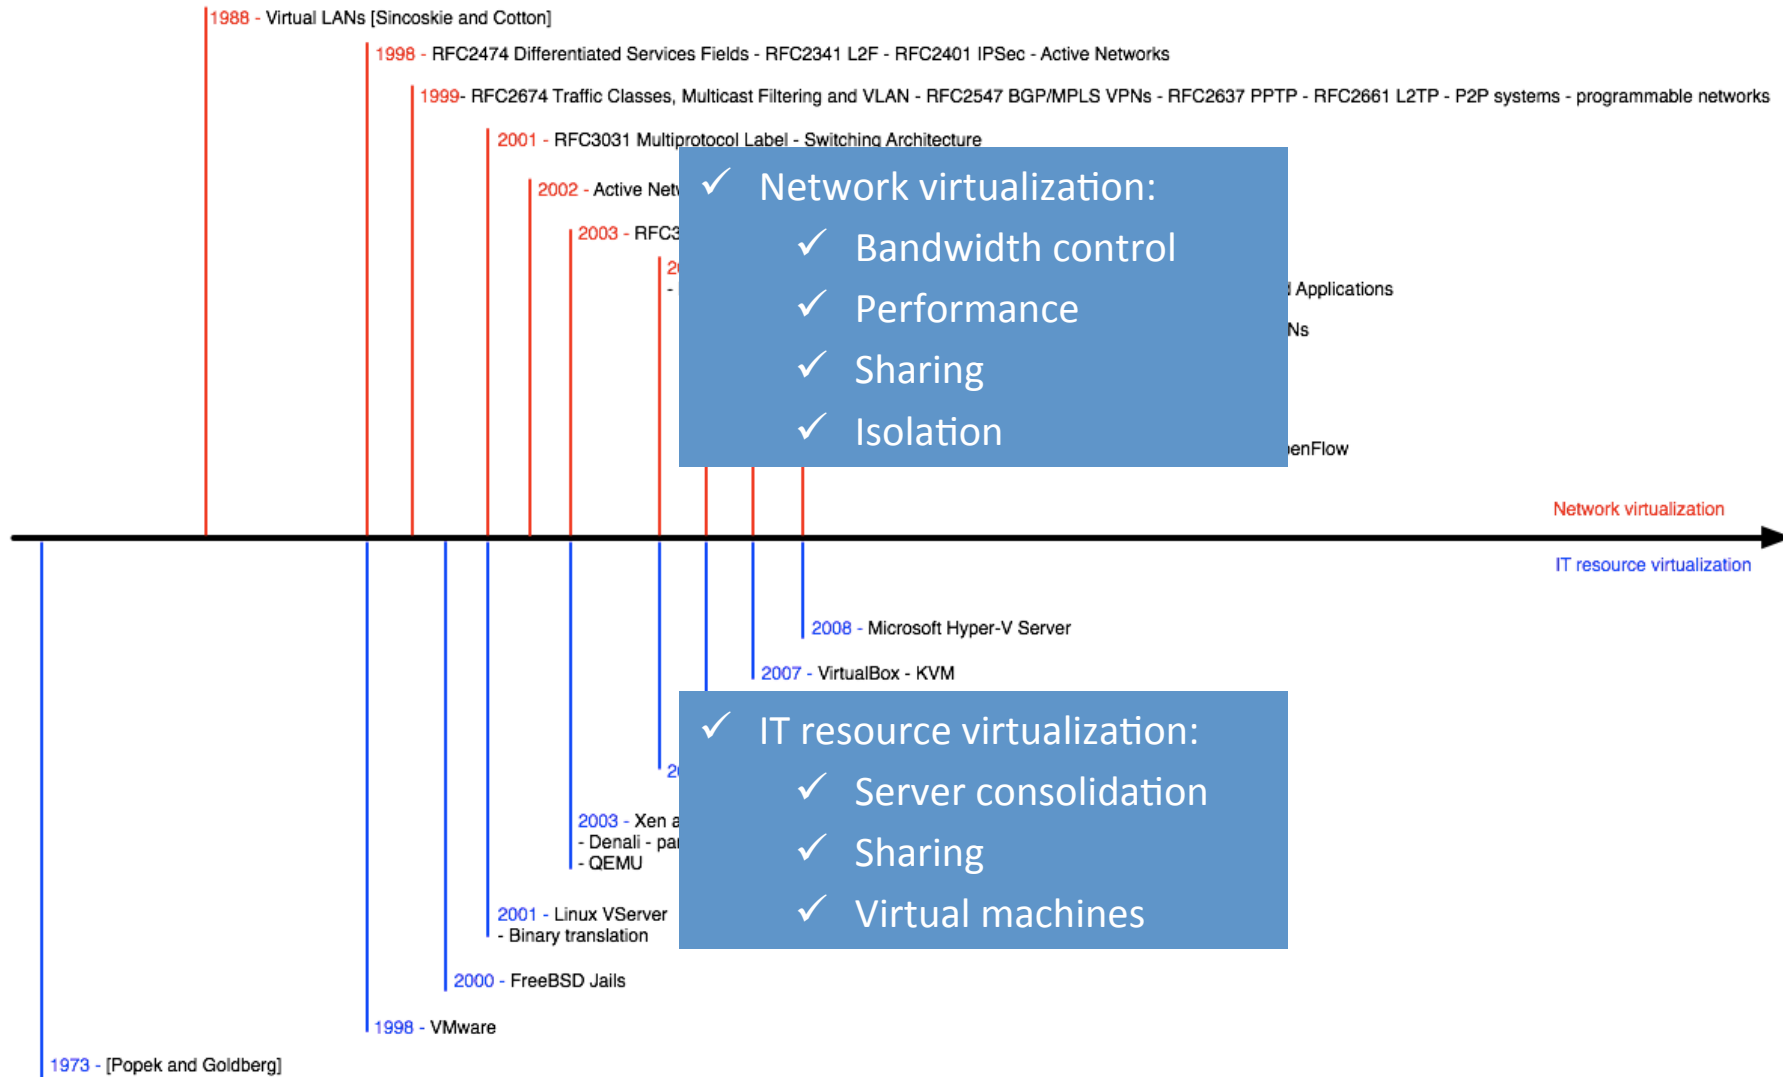 1988 - Virtual LANs [Sincoskie and Cotton]
1998 - RFC2474 Differentiated Services Fields - RFC2341 L2F - RFC2401 IPSec - Active Networks
1999- RFC2674 Traffic Classes, Multicast Filtering and VLAN - RFC2547 BGP/MPLS VPNs - RFC2637 PPTP - RFC2661 L2TP - P2P systems - programmable networks
2001 - RFC3031 Multiprotocol Label - Switching Architecture
2002 - Active
2003 -
✓ Network virtualization:
✓ Bandwidth control
✓ Performance
✓ Sharing
✓ Isolation
Applications
Network virtualization
IT resource virtualization
2008 - Microsoft Hyper-V Server
2007 - VirtualBox - KVM
✓ IT resource virtualization:
✓ Server consolidation
✓ Sharing
✓ Virtual machines
2003 - Xen
- Denali -
- QEMU
2001 - Linux VServer
- Binary translation
2000 - FreeBSD Jails
1998 - VMware
1973 - [Popek and Goldberg]